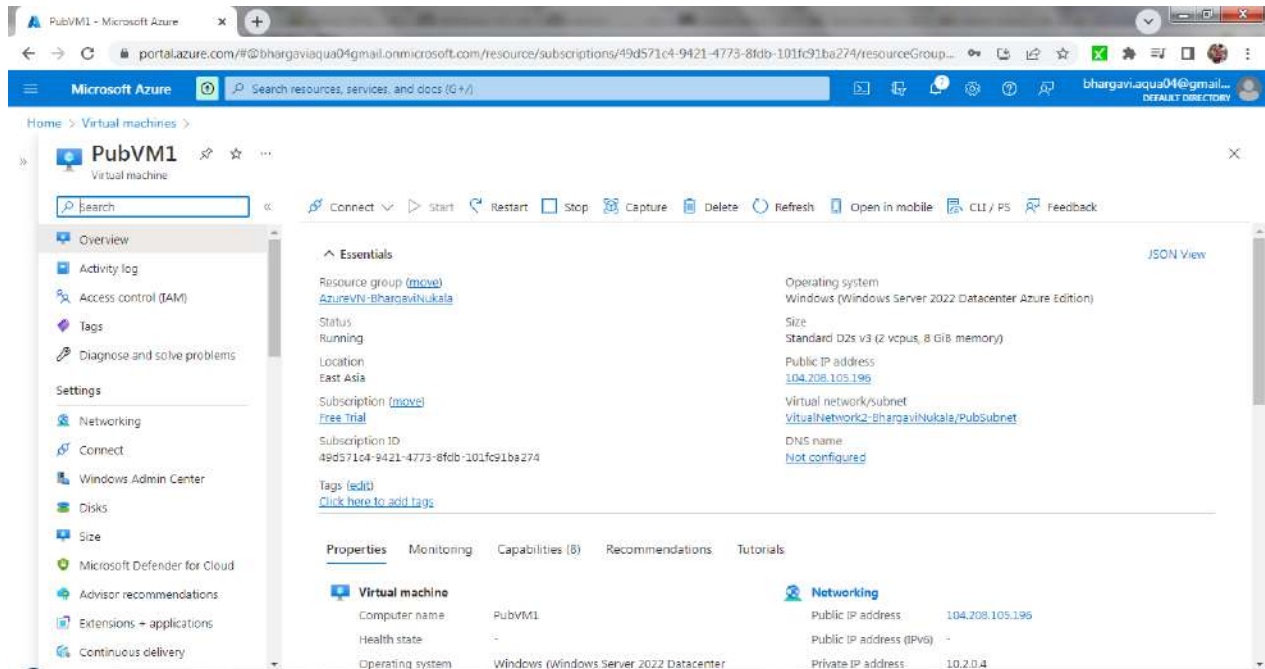 PubVM1 - Microsoft Azure
portal.azure.com/#@bhargaviaqua04gmail.onmicrosoft.com/resource/subscriptions/49d571c4-9421-4773-8fdb-101fc91ba274/resourceGroup...
Microsoft Azure
Search resources, services, and docs (G+/)
bhargavi.aqua04@gmail...
DEFAULT DIRECTORY
Home > Virtual machines >
PubVM1
Virtual machine
Search
Connect
Start
Restart
Stop
Capture
Delete
Refresh
Open in mobile
CLI / PS
Feedback
Overview
Activity log
Access control (IAM)
Tags
Diagnose and solve problems
Settings
Networking
Connect
Windows Admin Center
Disks
Size
Microsoft Defender for Cloud
Advisor recommendations
Extensions + applications
Continuous delivery
Essentials
JSON View
Resource group (move)
AzureVN-BhargaviNukala
Status
Running
Location
East Asia
Subscription (move)
Free Trial
Subscription ID
49d571c4-9421-4773-8fdb-101fc91ba274
Tags (edit)
Click here to add tags
Operating system
Windows (Windows Server 2022 Datacenter Azure Edition)
Size
Standard D2s v3 (2 vcpus, 8 GiB memory)
Public IP address
104.208.105.196
Virtual network/subnet
VitualNetwork2-BhargaviNukala/PubSubnet
DNS name
Not configured
Properties Monitoring Capabilities (8) Recommendations Tutorials
Virtual machine
Computer name PubVM1
Health state -
Operating system Windows (Windows Server 2022 Datacenter
Networking
Public IP address 104.208.105.196
Public IP address (IPv6) -
Private IP address 10.2.0.4